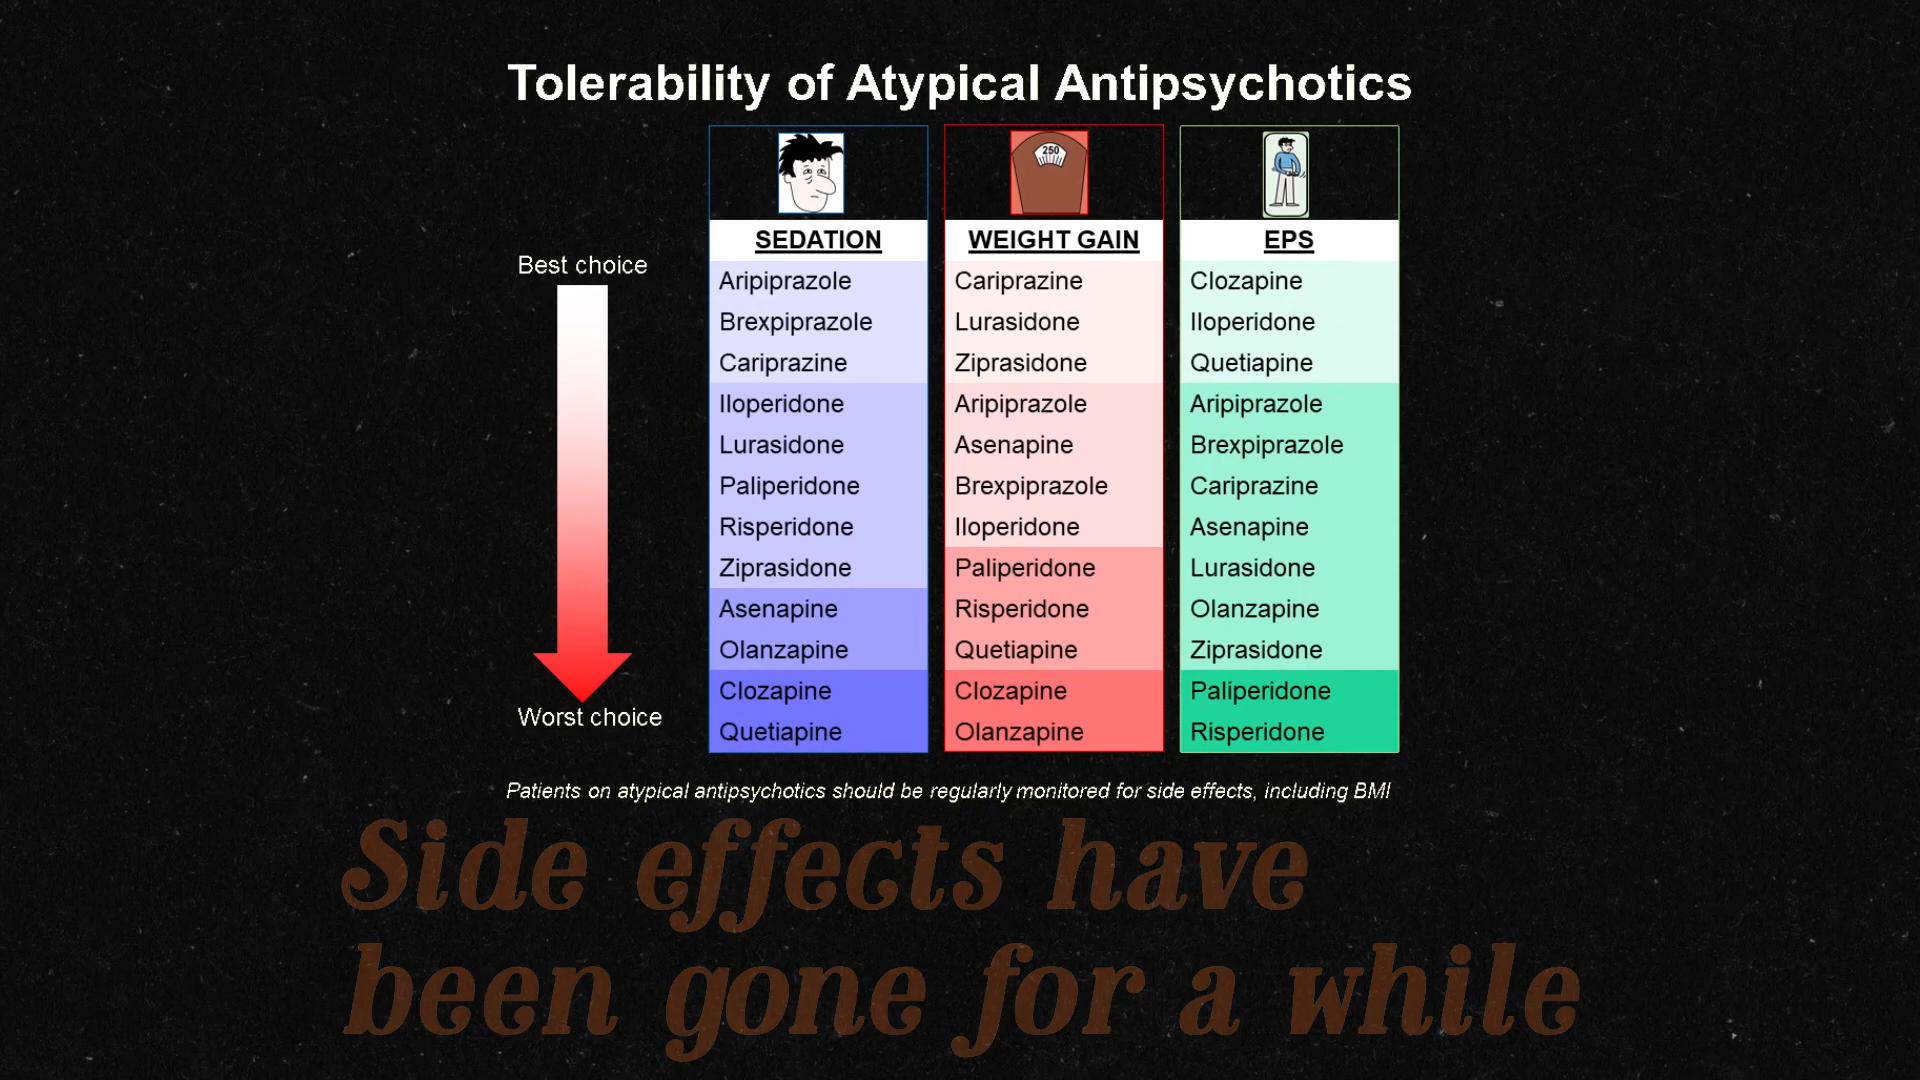 Tolerability of Atypical Antipsychotics
250
SEDATION WEIGHT GAIN EPS
Best choice
Aripiprazole Cariprazine Clozapine
Brexpiprazole Lurasidone Iloperidone
Cariprazine Ziprasidone Quetiapine
Iloperidone Aripiprazole Aripiprazole
Lurasidone Asenapine Brexpiprazole
Paliperidone Brexpiprazole Cariprazine
Risperidone Iloperidone Asenapine
Ziprasidone Paliperidone Lurasidone
Asenapine Risperidone Olanzapine
Olanzapine Quetiapine Ziprasidone
Clozapine Clozapine Paliperidone
Worst choice
Quetiapine Olanzapine Risperidone
Patients on atypical antipsychotics should be regularly monitored for side effects, including BMI
Side effects have
been gone for a while